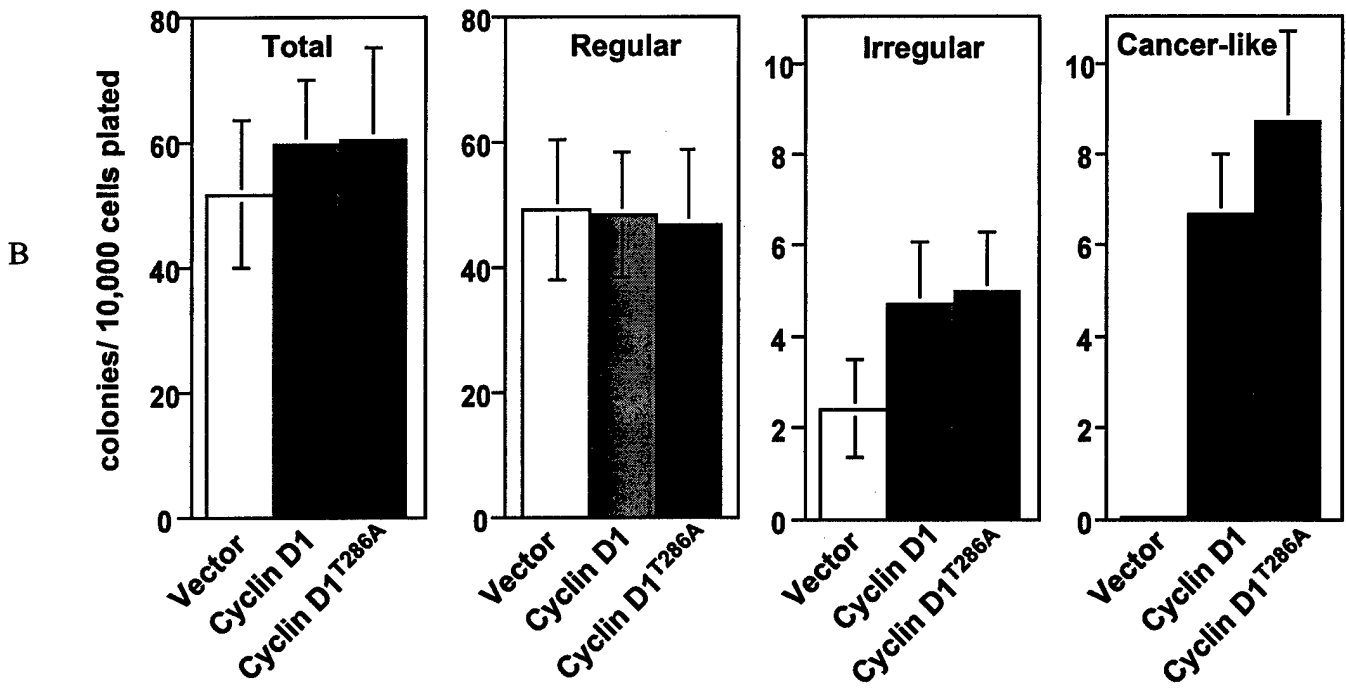 B
colonies/ 10,000 cells plated
Total
80
60
40
20
0
Vector
Cyclin D1
Cyclin D1T286A
Regular
80
60
40
20
0
Vector
Cyclin D1
Cyclin D1T286A
Irregular
10
8
6
4
2
0
Vector
Cyclin D1
Cyclin D1T286A
Cancer-like
10
8
6
4
2
0
Vector
Cyclin D1
Cyclin D1T286A